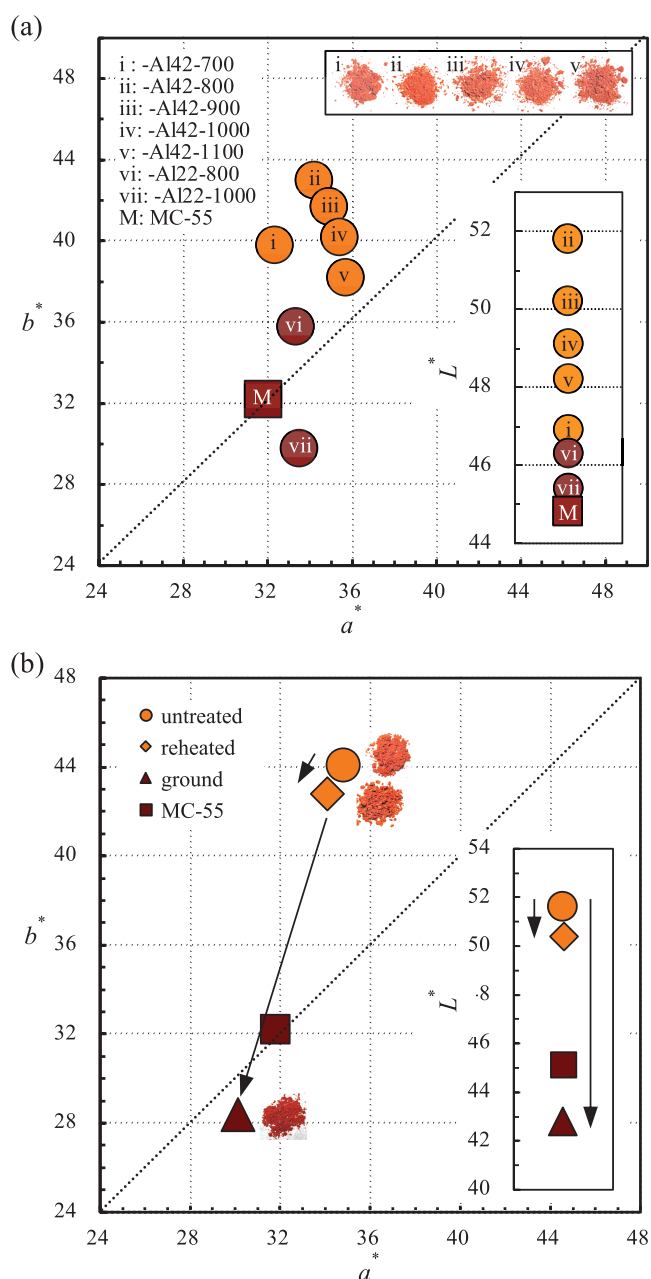 (a)
48
44
40
36
32
28
24
b*
i : -Al42-700
ii: -Al42-800
iii: -Al42-900
iv: -Al42-1000
v: -Al42-1100
vi: -Al22-800
vii: -Al22-1000
M: MC-55
i ii iii iv v
ii
iii
i
iv
v
vi
M
vii
52
50
48
46
44
L*
ii
iii
iv
v
i
vi
vii
M
24 28 32 36 40 44 48
a*
(b)
48
44
40
36
32
28
24
b*
untreated
reheated
ground
MC-55
54
52
50
8
46
45
44
42
40
L*
24 28 32 36 40 44 48
a*